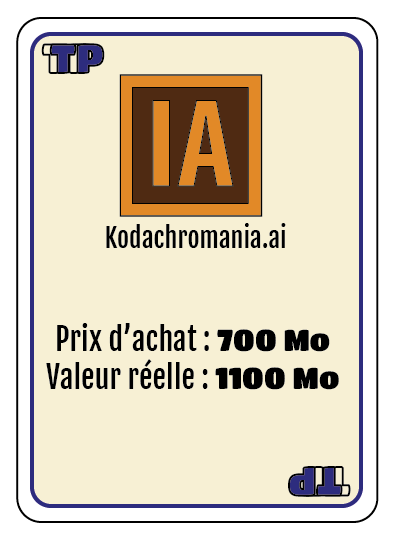 TP
IA
Kodachromania.ai
Prix d’achat : 700 Mo
Valeur réelle : 1100 Mo
TP